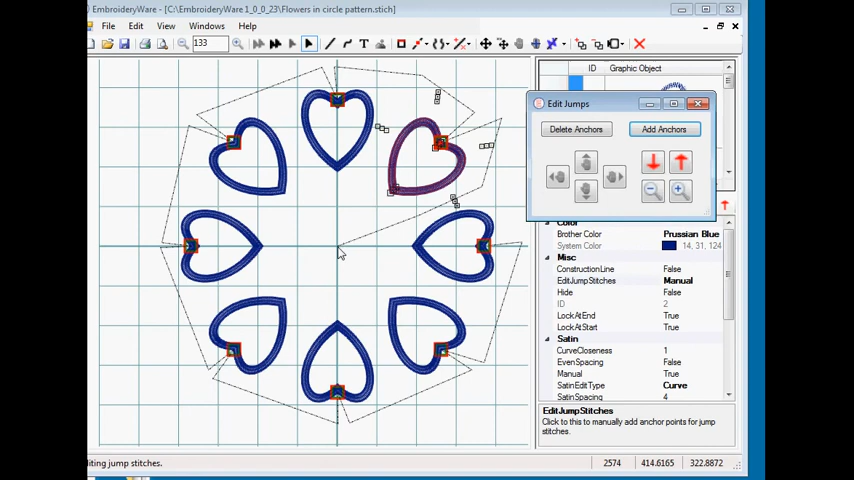 EmbroideryWare 1_0_0_23 - [C:\EmbroideryWare\Flowers in circle pattern.stich]
File Edit View Windows Help
133
ID Graphic Object
Edit Jumps
Delete Anchors Add Anchors
Color
Brother Color Prussian Blue
System Color 14, 31, 124
Misc
ConstructionLine False
EditJumpStitches Manual
Hide False
ID 2
LockAtEnd True
LockAtStart True
Satin
CurveCloseness 1
EvenSpacing False
Manual True
SatinEditType Curve
SatinSpacing 4
EditJumpStitches
Click to this to manually add anchor points for jump
stitches.
diting jump stitches. 2574 414.6165 322.8872